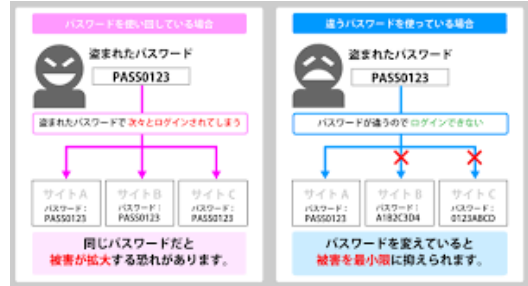 パスワードを使い回している場合
盗まれたパスワード
PASS0123
盗まれたパスワードで 次々とログインされてしまう
サイトA
パスワード：
PASS0123
サイトB
パスワード：
PASS0123
サイトC
パスワード：
PASS0123
同じパスワードだと
被害が拡大する恐れがあります。
違うパスワードを使っている場合
盗まれたパスワード
PASS0123
パスワードが違うので ログインできない
サイトA
パスワード：
PASS0123
サイトB
パスワード：
A1B2C3D4
サイトC
パスワード：
0123ABCD
パスワードを変えていると
被害を最小限に抑えられます。